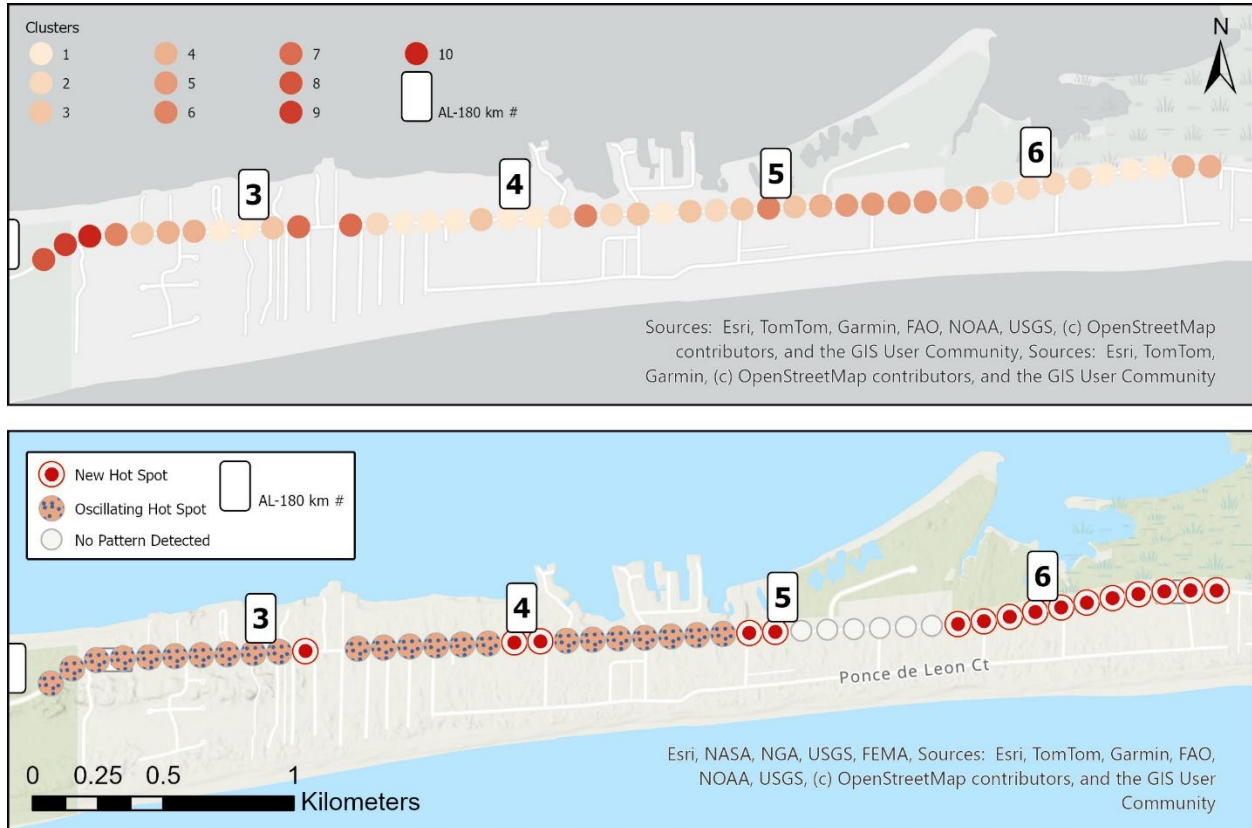 Clusters
1
2
3
4
5
6
7
8
9
10
AL-180 km #
N
3
4
5
6
Sources: Esri, TomTom, Garmin, FAO, NOAA, USGS, (c) OpenStreetMap
contributors, and the GIS User Community, Sources: Esri, TomTom,
Garmin, (c) OpenStreetMap contributors, and the GIS User Community
New Hot Spot
Oscillating Hot Spot
No Pattern Detected
AL-180 km #
3
4
5
6
Ponce de Leon Ct
Esri, NASA, NGA, USGS, FEMA, Sources: Esri, TomTom, Garmin, FAO,
NOAA, USGS, (c) OpenStreetMap contributors, and the GIS User
Community
0 0.25 0.5 1
Kilometers